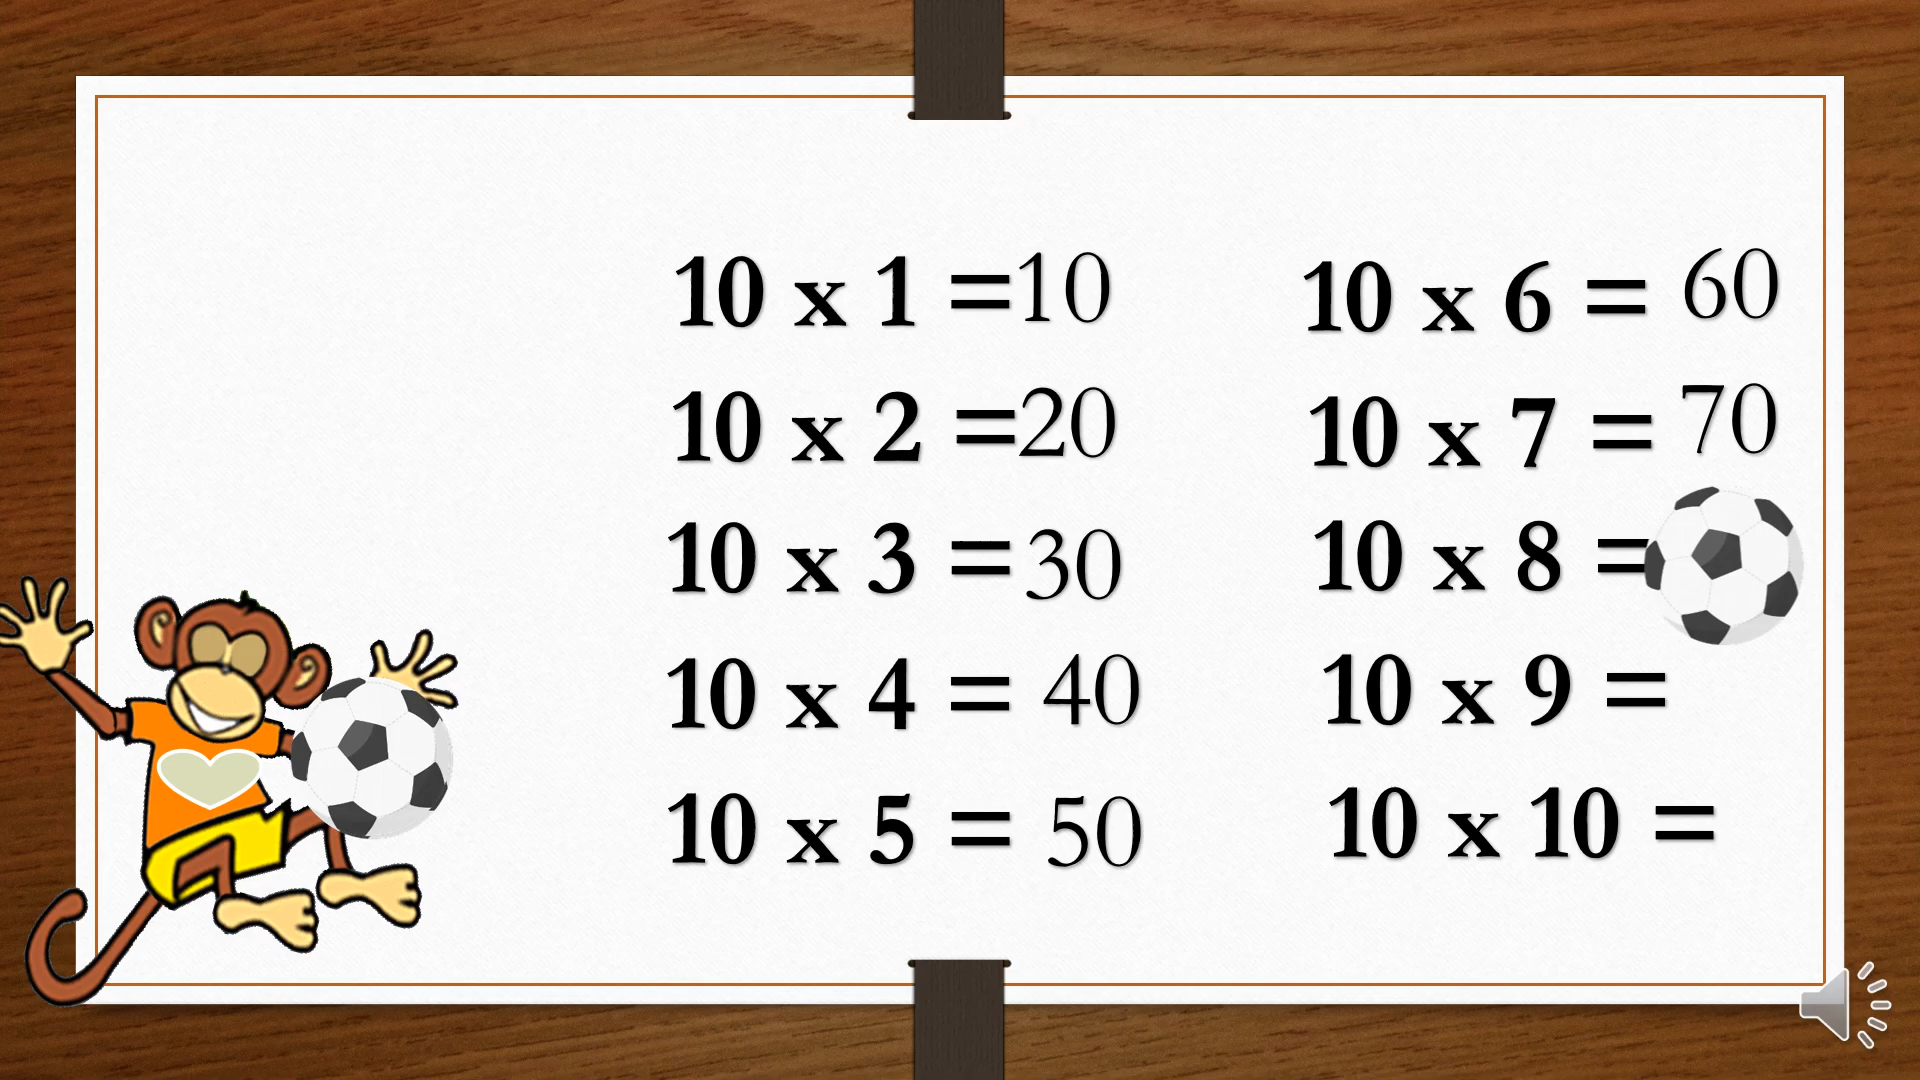 10 x 1 =10
10 x 2 =20
10 x 3 =30
10 x 4 = 40
10 x 5 = 50
10 x 6 = 60
10 x 7 = 70
10 x 8 =
10 x 9 =
10 x 10 =